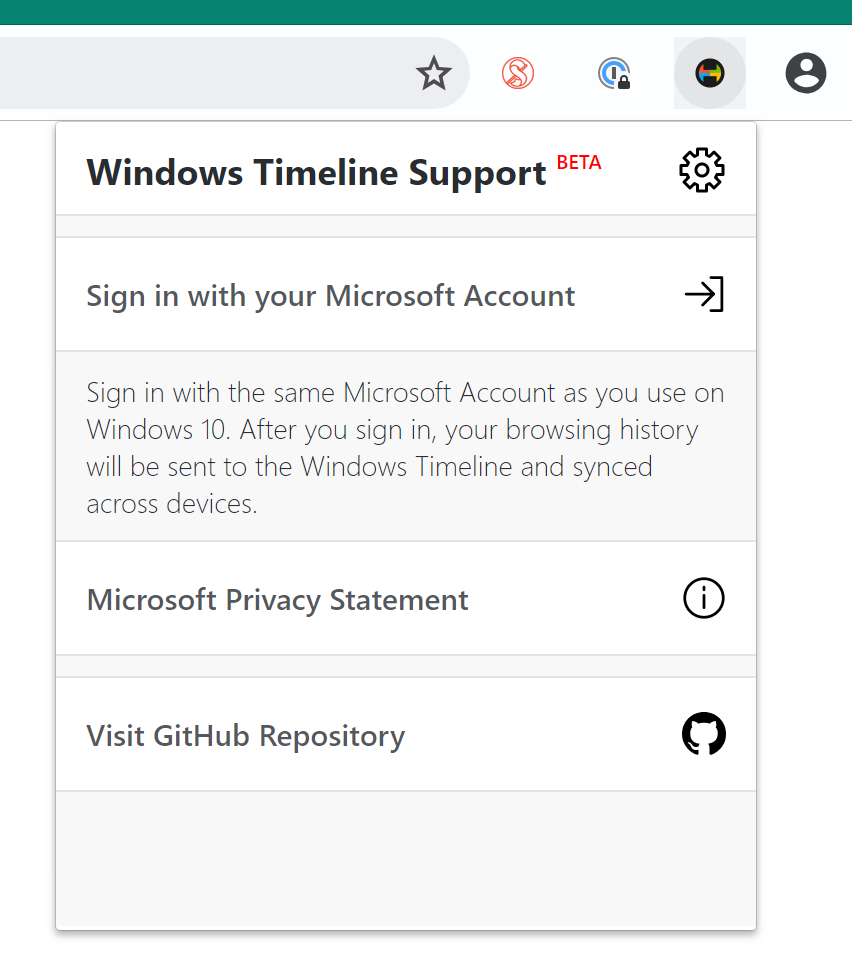 Windows Timeline Support BETA
Sign in with your Microsoft Account
Sign in with the same Microsoft Account as you use on
Windows 10. After you sign in, your browsing history
will be sent to the Windows Timeline and synced
across devices.
Microsoft Privacy Statement
Visit GitHub Repository